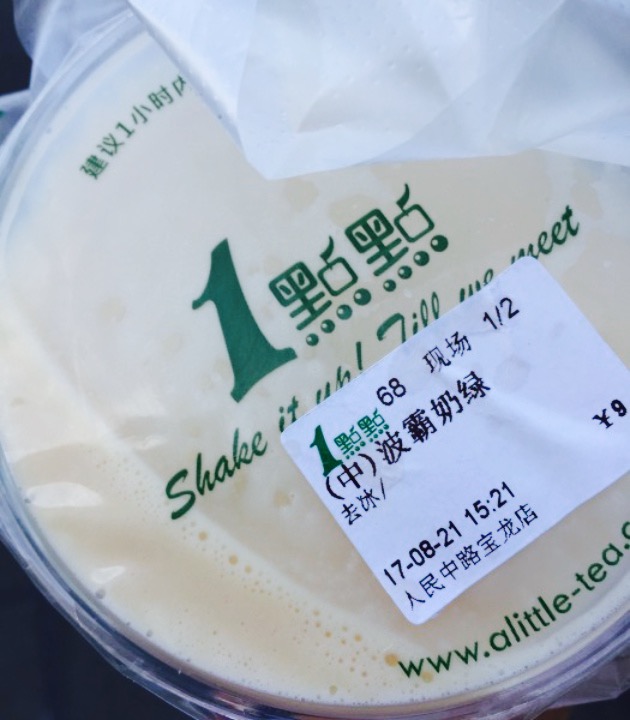 建议1小时内
1點點
Shake it up! Till we meet
68 现场 1/2
1點點
(中)波霸奶绿
去冰/
17-08-21 15:21
人民中路宝龙店
www.alittle-tea.c